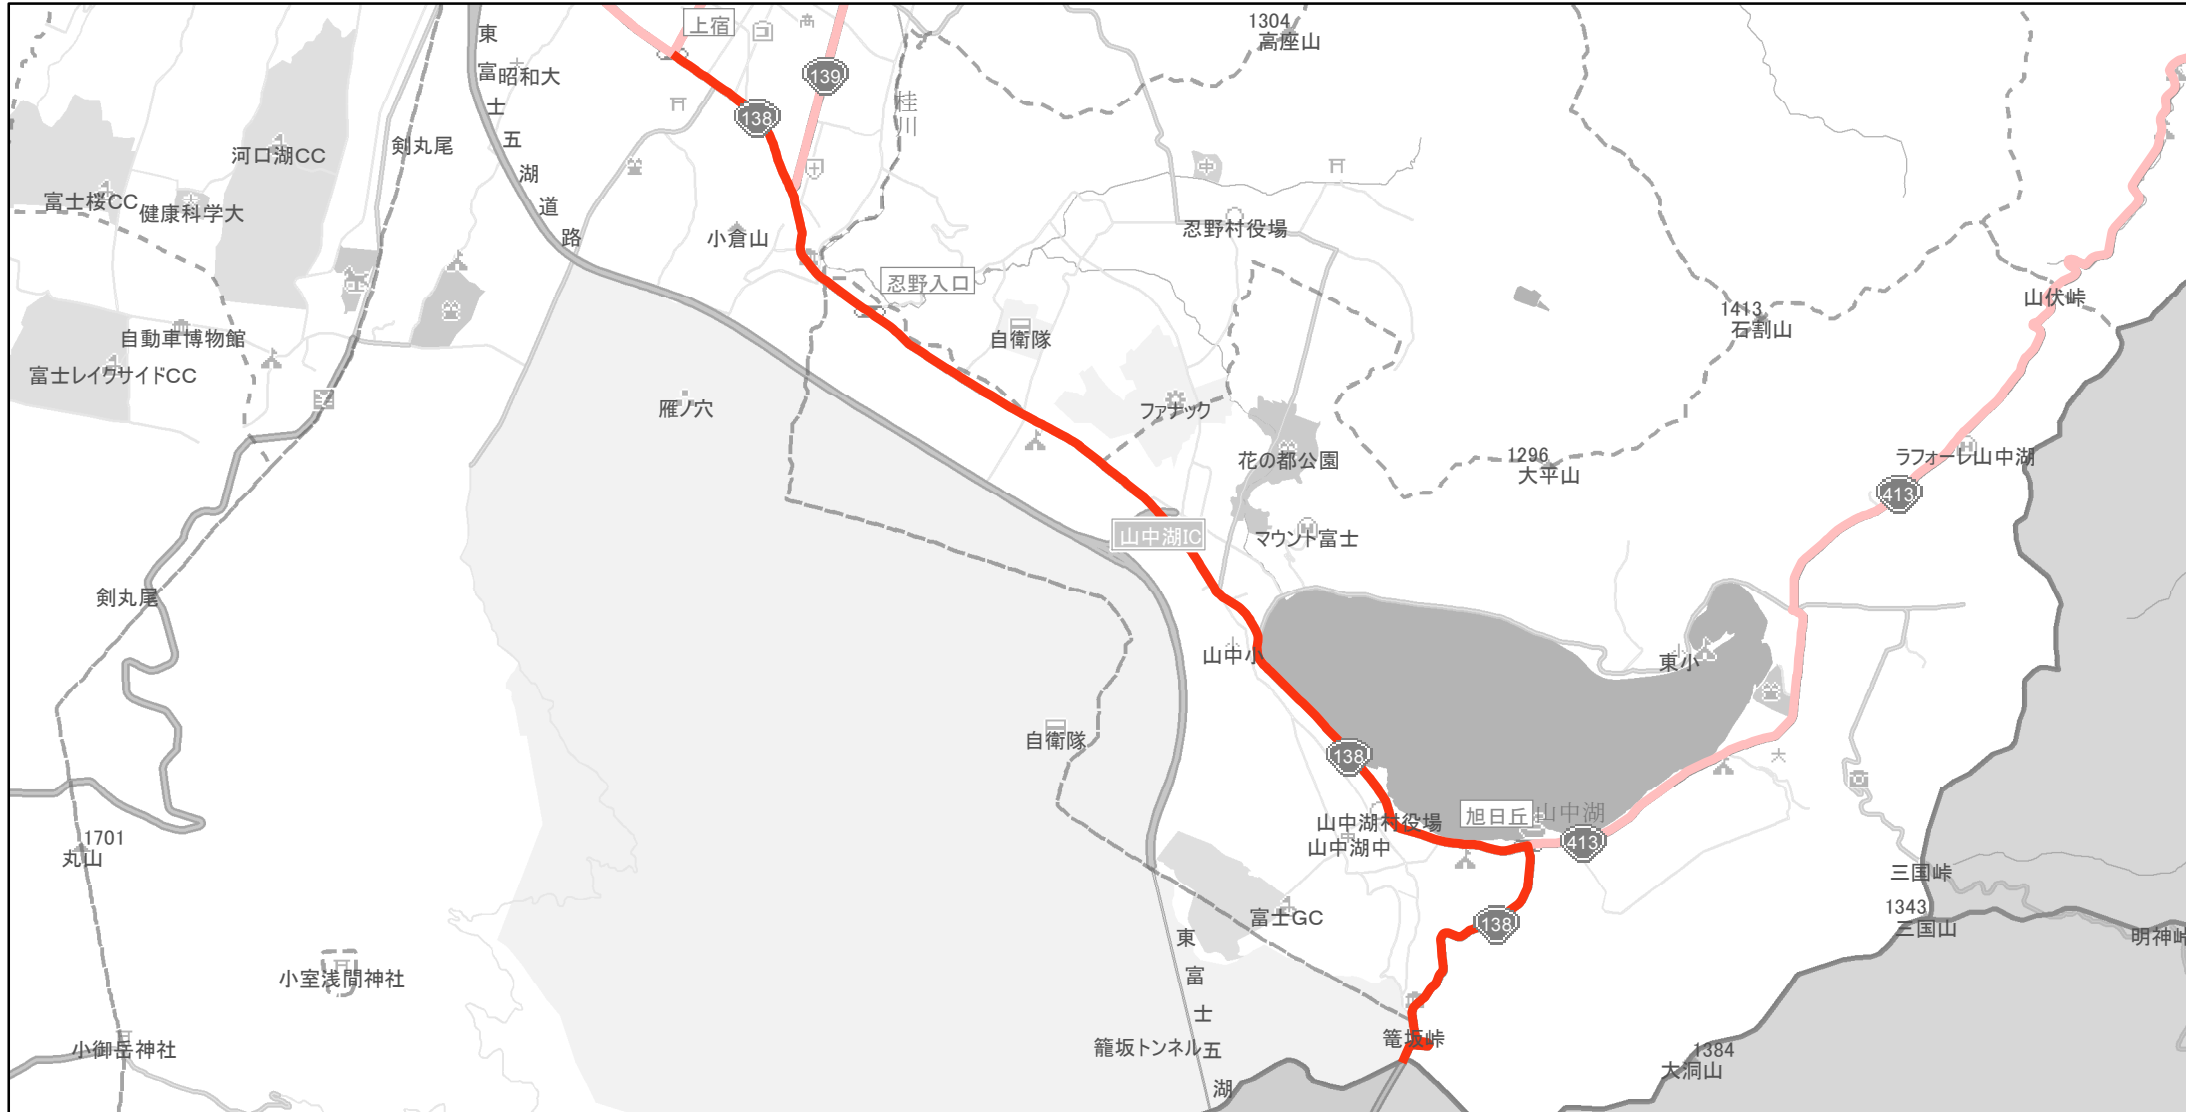 上宿
1304
高座山
東富士五湖道路
昭和大
139
138
桂川
剣丸尾
河口湖CC
富士桜CC
健康科学大
小倉山
忍野村役場
忍野入口
1413
石割山
山伏峠
自動車博物館
自衛隊
富士レイクサイドCC
雁ノ穴
ファナック
花の都公園
1296
大平山
ラフォーレ山中湖
413
山中湖IC
マウント富士
剣丸尾
山中小
東小
自衛隊
138
山中湖村役場
旭日丘
山中湖
山中湖中
413
1701
丸山
三国峠
1343
三国山
富士GC
138
明神峠
小室浅間神社
東富士五湖
小御岳神社
籠坂トンネル
篭坂峠
1384
大洞山